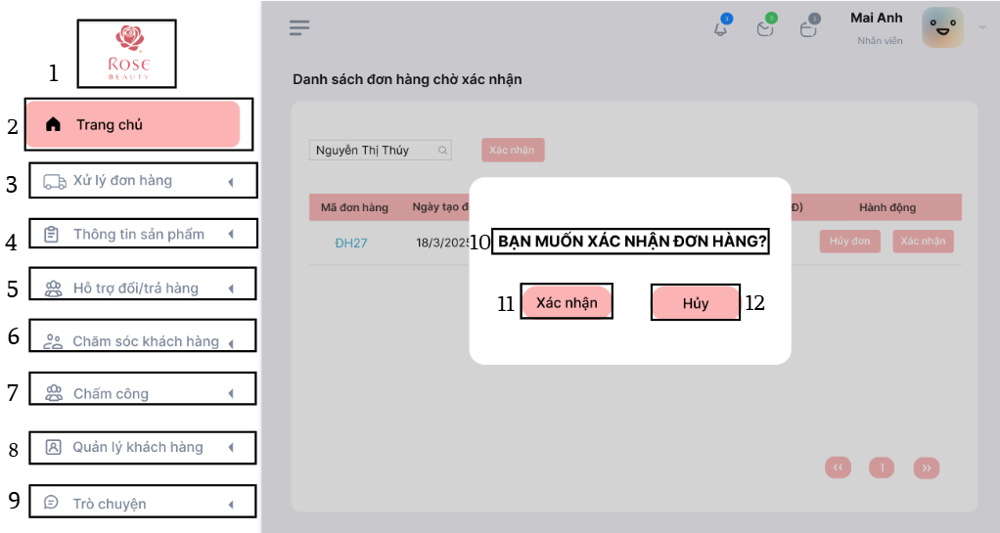 1
ROSE
BEAUTY
2 Trang chủ
3 Xử lý đơn hàng
4 Thông tin sản phẩm
5 Hỗ trợ đổi/trả hàng
6 Chăm sóc khách hàng
7 Chấm công
8 Quản lý khách hàng
9 Trò chuyện
3 3 3
Mai Anh
Nhân viên
Danh sách đơn hàng chờ xác nhận
Nguyễn Thị Thúy Xác nhận
Mã đơn hàng Ngày tạo đ Đ) Hành động
ĐH27 18/3/2025 Hủy đơn Xác nhận
10 BẠN MUỐN XÁC NHẬN ĐƠN HÀNG?
11 Xác nhận Hủy 12
‹‹ 1 ››